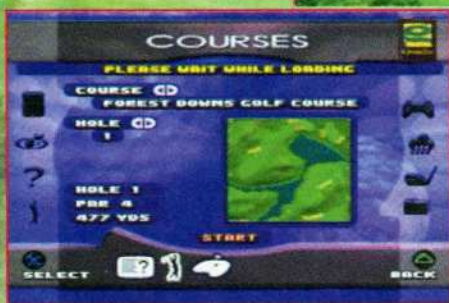 COURSES
PLEASE WAIT WHILE LOADING
COURSE
FOREST DOWNS GOLF COURSE
HOLE
1
?
HOLE 1
PAR 4
477 YDS
START
SELECT
?
BACK